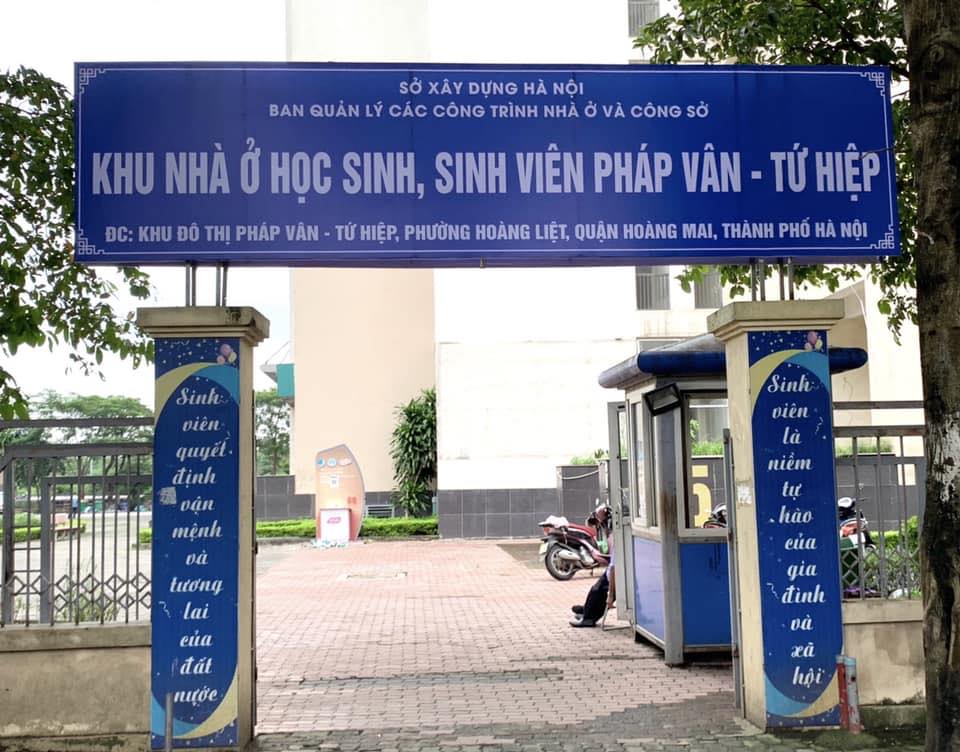 SỞ XÂY DỰNG HÀ NỘI
BAN QUẢN LÝ CÁC CÔNG TRÌNH NHÀ Ở VÀ CÔNG SỞ
KHU NHÀ Ở HỌC SINH, SINH VIÊN PHÁP VÂN - TỨ HIỆP
ĐC: KHU ĐÔ THỊ PHÁP VÂN - TỨ HIỆP, PHƯỜNG HOÀNG LIỆT, QUẬN HOÀNG MAI, THÀNH PHỐ HÀ NỘI
Sinh
viên
quyết
định
vận
mệnh
và
tương
lai
của
đất
nước
Sinh
viên
là
niềm
tự
hào
của
gia
đình
và
xã
hội